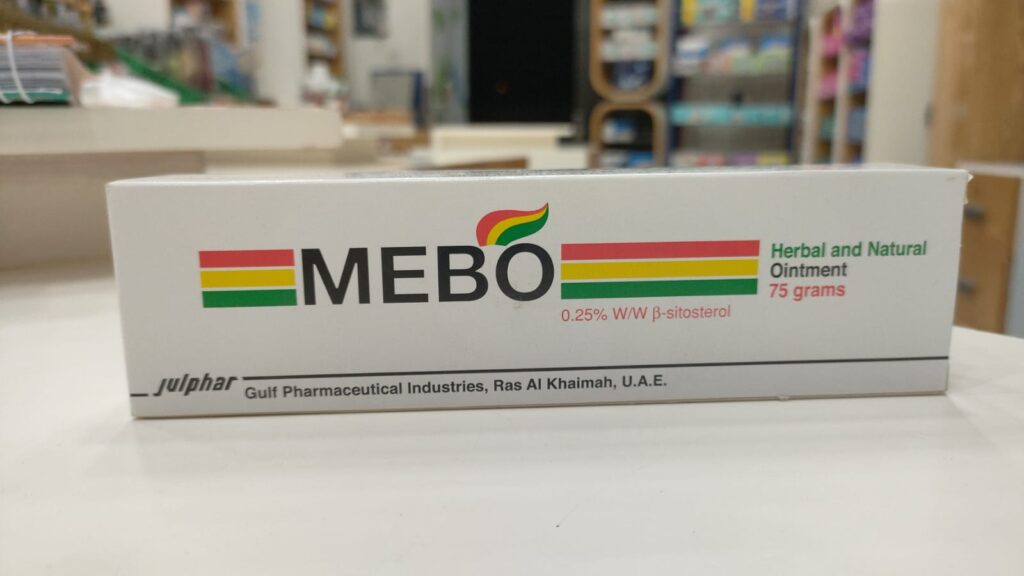 MEBO
Herbal and Natural
Ointment
75 grams
0.25% W/W β-sitosterol
julphar
Gulf Pharmaceutical Industries, Ras Al Khaimah, U.A.E.